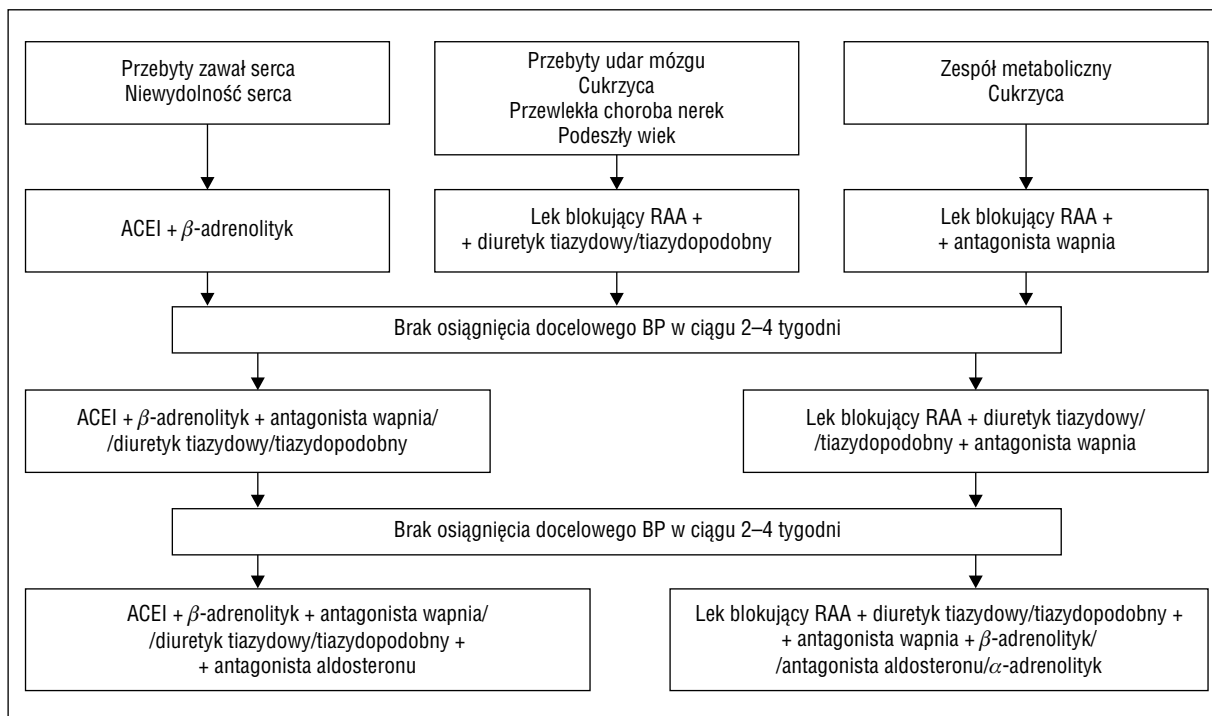 Przebyty zawał serca
Niewydolność serca
Przebyty udar mózgu
Cukrzyca
Przewlekła choroba nerek
Podeszły wiek
Zespół metaboliczny
Cukrzyca
ACEI + β-adrenolityk
Lek blokujący RAA +
+ diuretyk tiazydowy/tiazydopodobny
Lek blokujący RAA +
+ antagonista wapnia
Brak osiągnięcia docelowego BP w ciągu 2–4 tygodni
ACEI + β-adrenolityk + antagonista wapnia/
/diuretyk tiazydowy/tiazydopodobny
Lek blokujący RAA + diuretyk tiazydowy/
/tiazydopodobny + antagonista wapnia
Brak osiągnięcia docelowego BP w ciągu 2–4 tygodni
ACEI + β-adrenolityk + antagonista wapnia/
/diuretyk tiazydowy/tiazydopodobny +
+ antagonista aldosteronu
Lek blokujący RAA + diuretyk tiazydowy/tiazydopodobny +
+ antagonista wapnia + β-adrenolityk/
/antagonista aldosteronu/α-adrenolityk